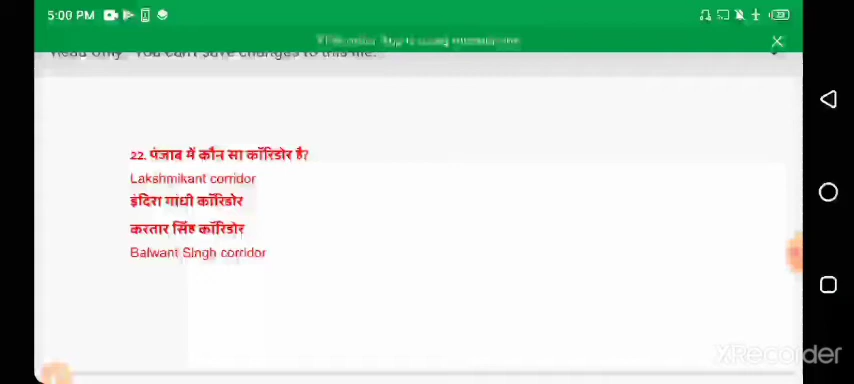 5:00 PM
Read only - You can't save changes to this file.
22. पंजाब में कौन सा कॉरिडोर है?
Lakshmikant corridor
इंदिरा गांधी कॉरिडोर
करतार सिंह कॉरिडोर
Balwant Singh corridor
XRecorder